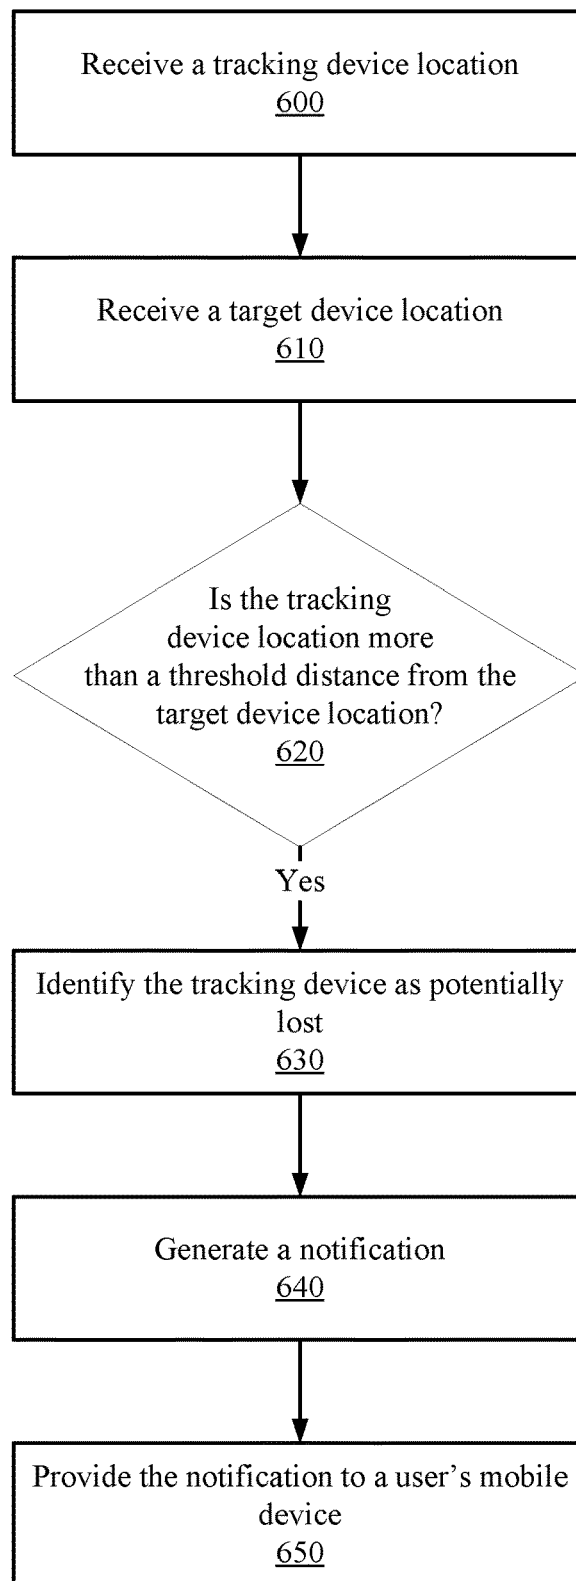 Receive a tracking device location
600
Receive a target device location
610
Is the tracking
device location more
than a threshold distance from the
target device location?
620
Yes
Identify the tracking device as potentially
lost
630
Generate a notification
640
Provide the notification to a user's mobile
device
650